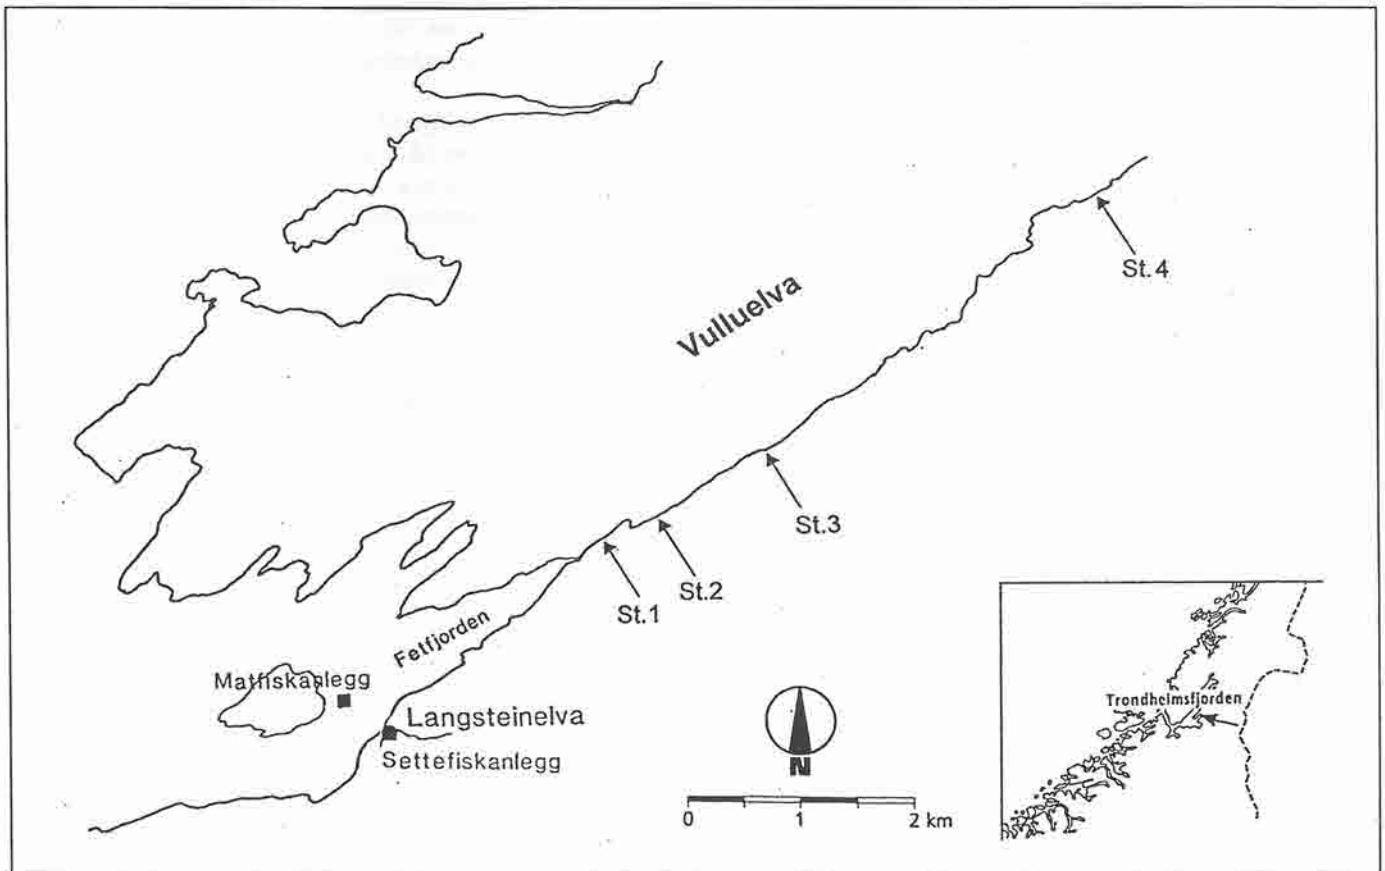 Vulluelva
St.4
St.3
St.2
St.1
Fetfjorden
Matfiskanlegg
Langsteinelva
Settefiskanlegg
N
0 1 2 km
Trondheimsfjorden